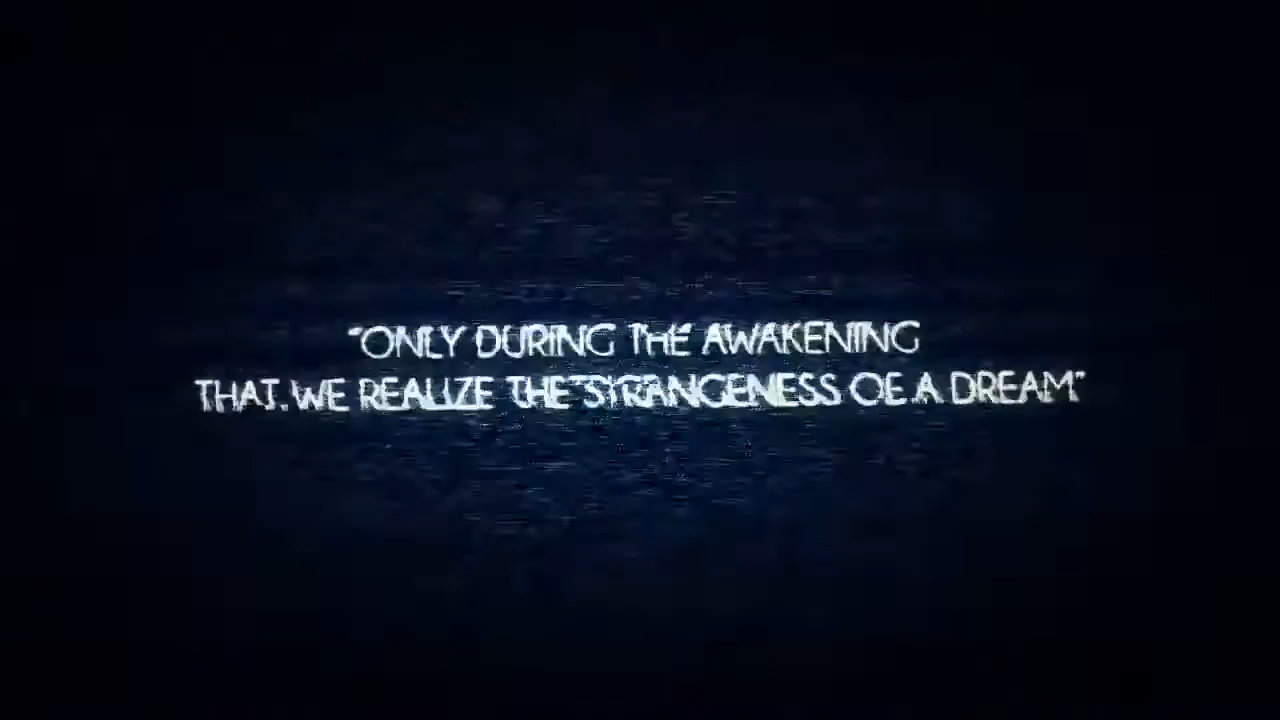 "ONLY DURING THE AWAKENING
THAT WE REALIZE THE STRANGENESS OF A DREAM"